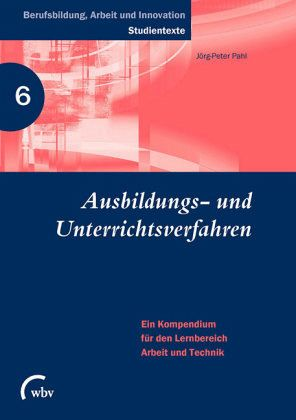 Berufsbildung, Arbeit und Innovation
Studientexte
Jörg-Peter Pahl
6
Ausbildungs- und
Unterrichtsverfahren
Ein Kompendium
für den Lernbereich
Arbeit und Technik
wbv